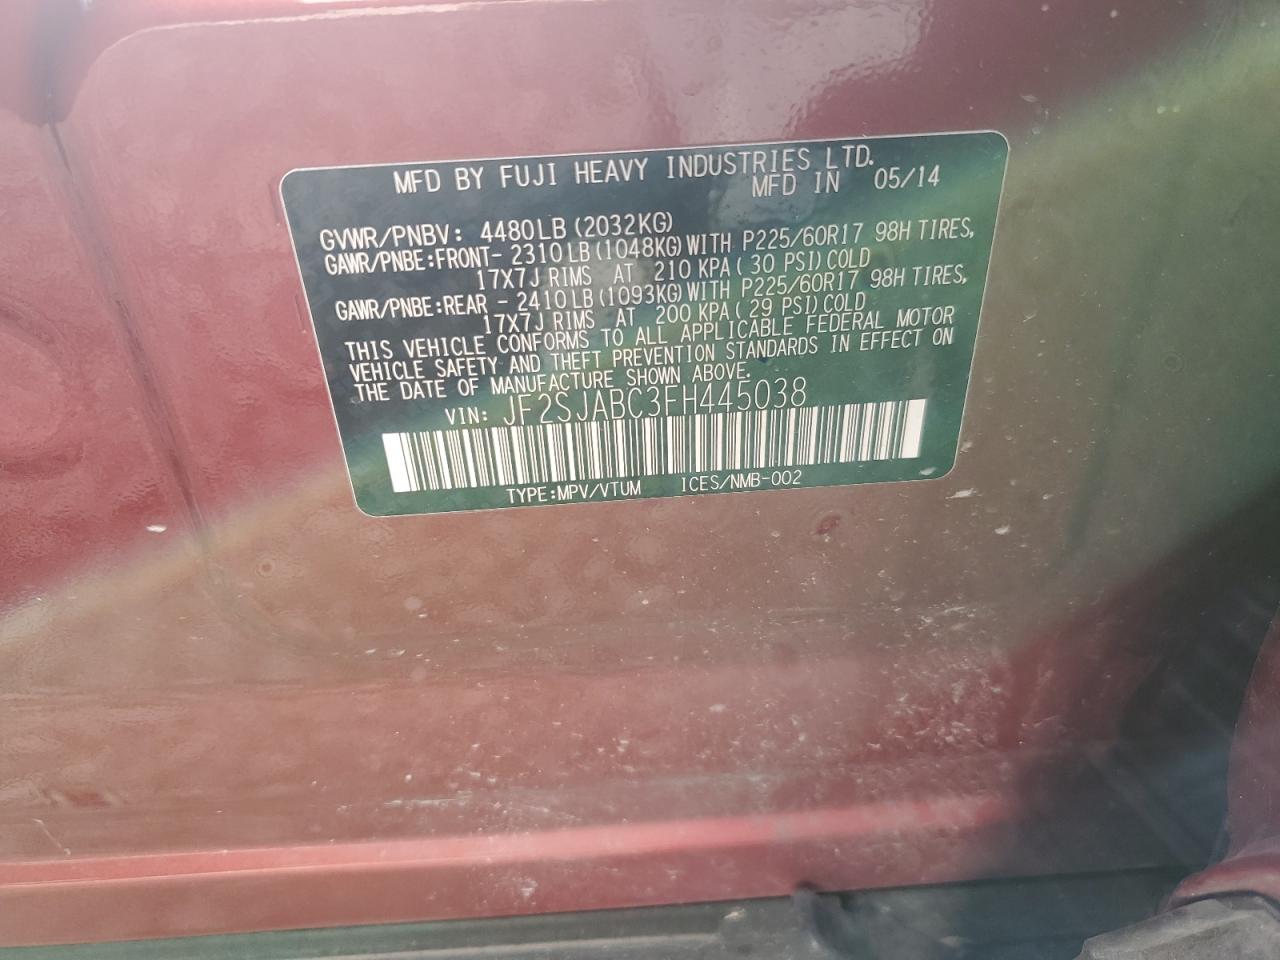 MFD BY FUJI HEAVY INDUSTRIES LTD.
MFD IN 05/14
GVWR/PNBV: 4480LB (2032KG)
GAWR/PNBE:FRONT- 2310LB (1048KG) WITH P225/60R17 98H TIRES,
17X7J RIMS AT 210 KPA ( 30 PSI) COLD
GAWR/PNBE:REAR - 2410LB (1093KG) WITH P225/60R17 98H TIRES,
17X7J RIMS AT 200 KPA ( 29 PSI) COLD
THIS VEHICLE CONFORMS TO ALL APPLICABLE FEDERAL MOTOR
VEHICLE SAFETY AND THEFT PREVENTION STANDARDS IN EFFECT ON
THE DATE OF MANUFACTURE SHOWN ABOVE.
VIN: JF2SJABC3FH445038
TYPE:MPV/VTUM ICES/NMB-002